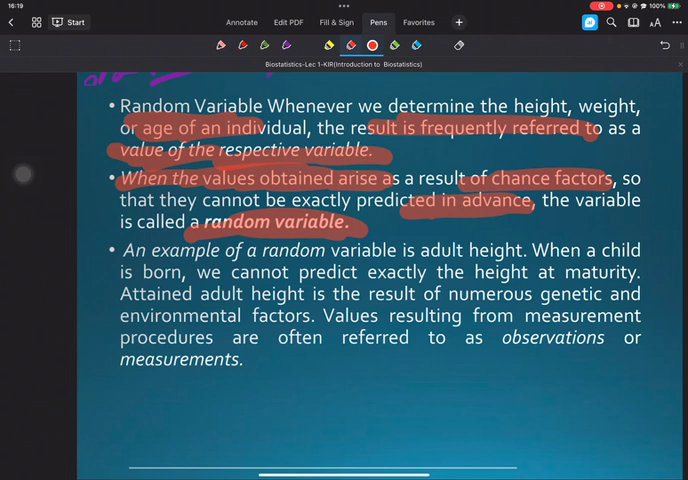 16:19
100%
Start
Annotate Edit PDF Fill & Sign Pens Favorites
AA
Biostatistics-Lec 1-KIR(Introduction to Biostatistics)
• Random Variable Whenever we determine the height, weight,
or age of an individual, the result is frequently referred to as a
value of the respective variable.
• When the values obtained arise as a result of chance factors, so
that they cannot be exactly predicted in advance, the variable
is called a random variable.
• An example of a random variable is adult height. When a child
is born, we cannot predict exactly the height at maturity.
Attained adult height is the result of numerous genetic and
environmental factors. Values resulting from measurement
procedures are often referred to as observations or
measurements.